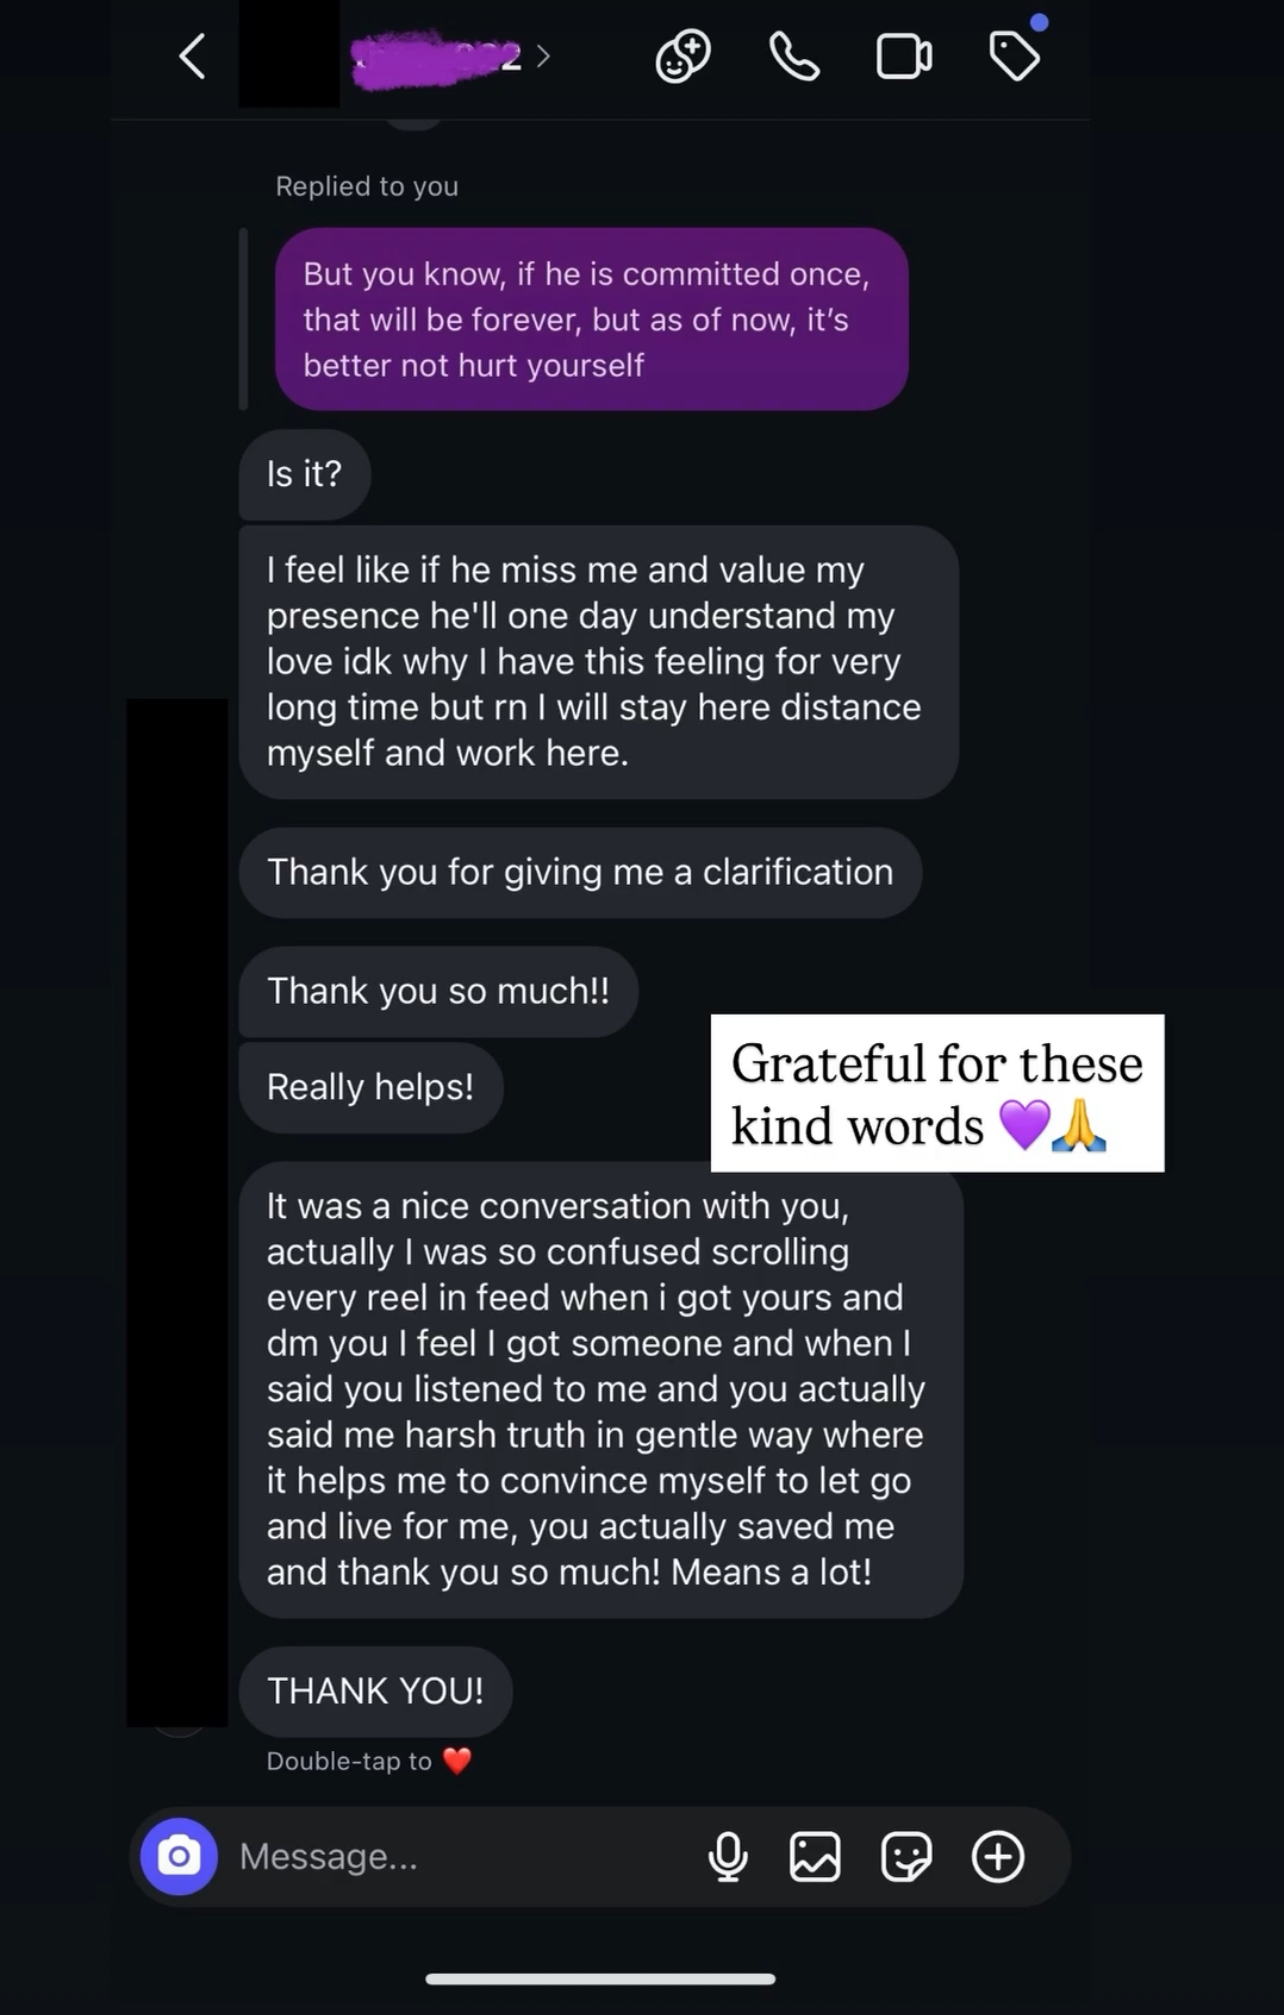 Replied to you
But you know, if he is committed once,
that will be forever, but as of now, it’s
better not hurt yourself
Is it?
I feel like if he miss me and value my
presence he'll one day understand my
love idk why I have this feeling for very
long time but rn I will stay here distance
myself and work here.
Thank you for giving me a clarification
Thank you so much!!
Really helps!
Grateful for these
kind words 💜🙏
It was a nice conversation with you,
actually I was so confused scrolling
every reel in feed when i got yours and
dm you I feel I got someone and when I
said you listened to me and you actually
said me harsh truth in gentle way where
it helps me to convince myself to let go
and live for me, you actually saved me
and thank you so much! Means a lot!
THANK YOU!
Double-tap to ❤️
Message...